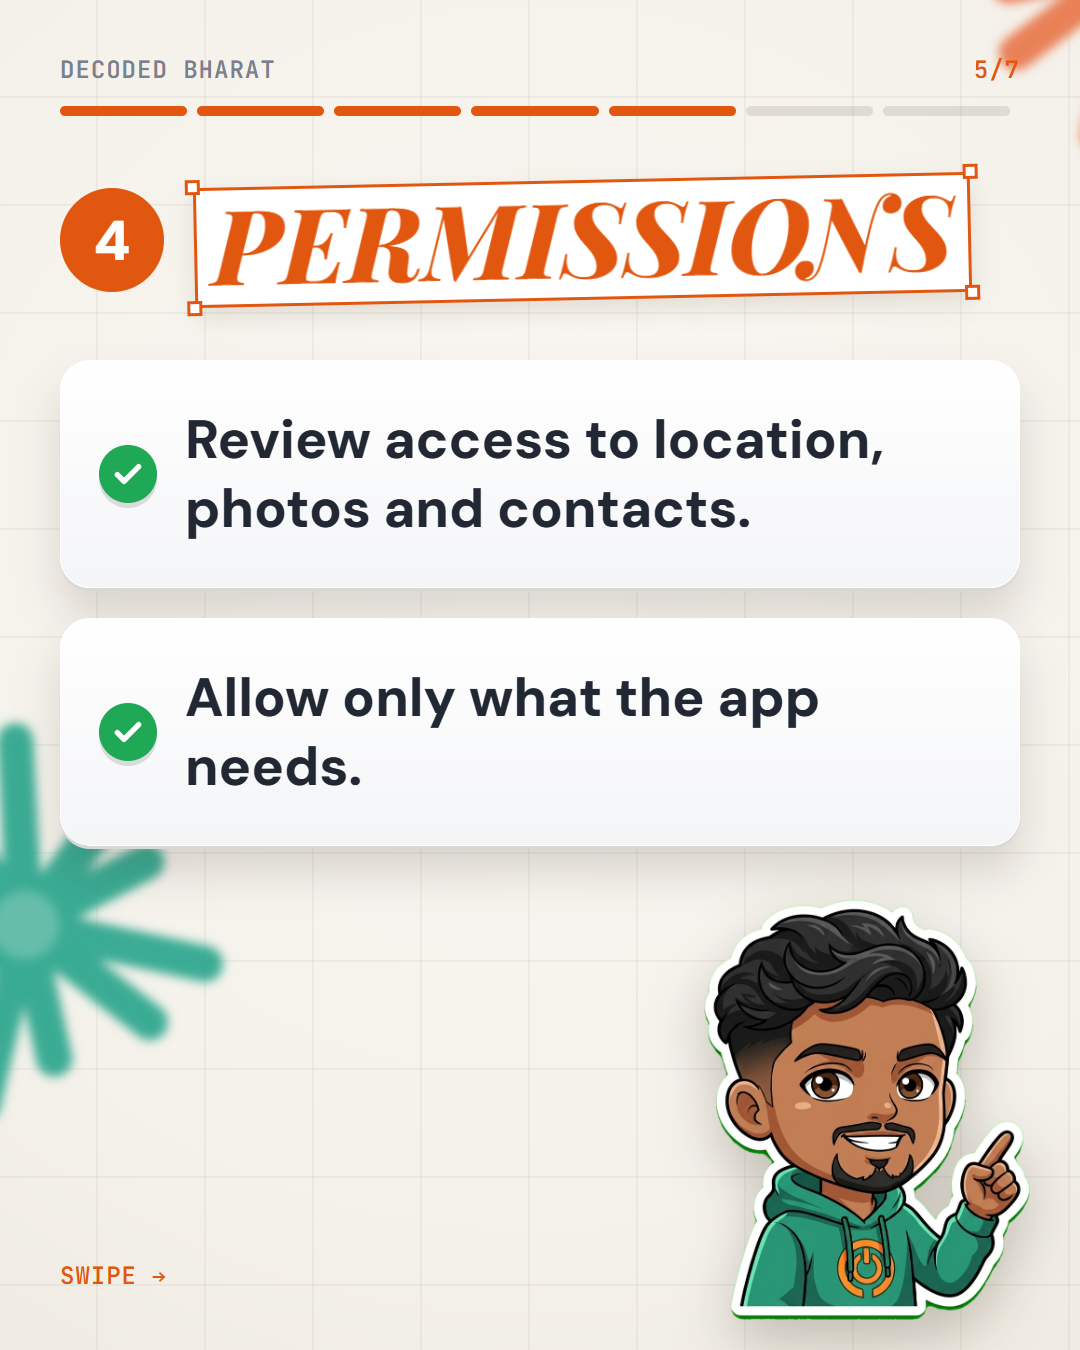 DECODED BHARAT
5/7
4
PERMISSIONS
Review access to location,
photos and contacts.
Allow only what the app
needs.
SWIPE →